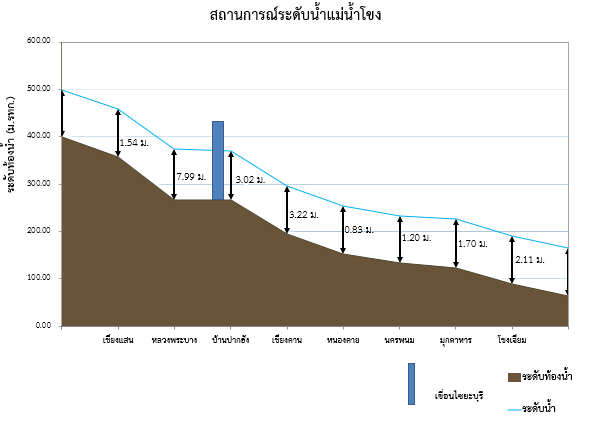 สถานการณ์ระดับน้ำแม่น้ำโขง
ระดับท้องน้ำ (ม.รทก.)
600.00
500.00
400.00
300.00
200.00
100.00
0.00
1.54 ม.
7.99 ม.
3.02 ม.
3.22 ม.
0.83 ม.
1.20 ม.
1.70 ม.
2.11 ม.
เชียงแสน หลวงพระบาง บ้านปากฮัง เชียงคาน หนองคาย นครพนม มุกดาหาร โขงเจียม
เขื่อนไซยะบุรี
ระดับท้องน้ำ
ระดับน้ำ